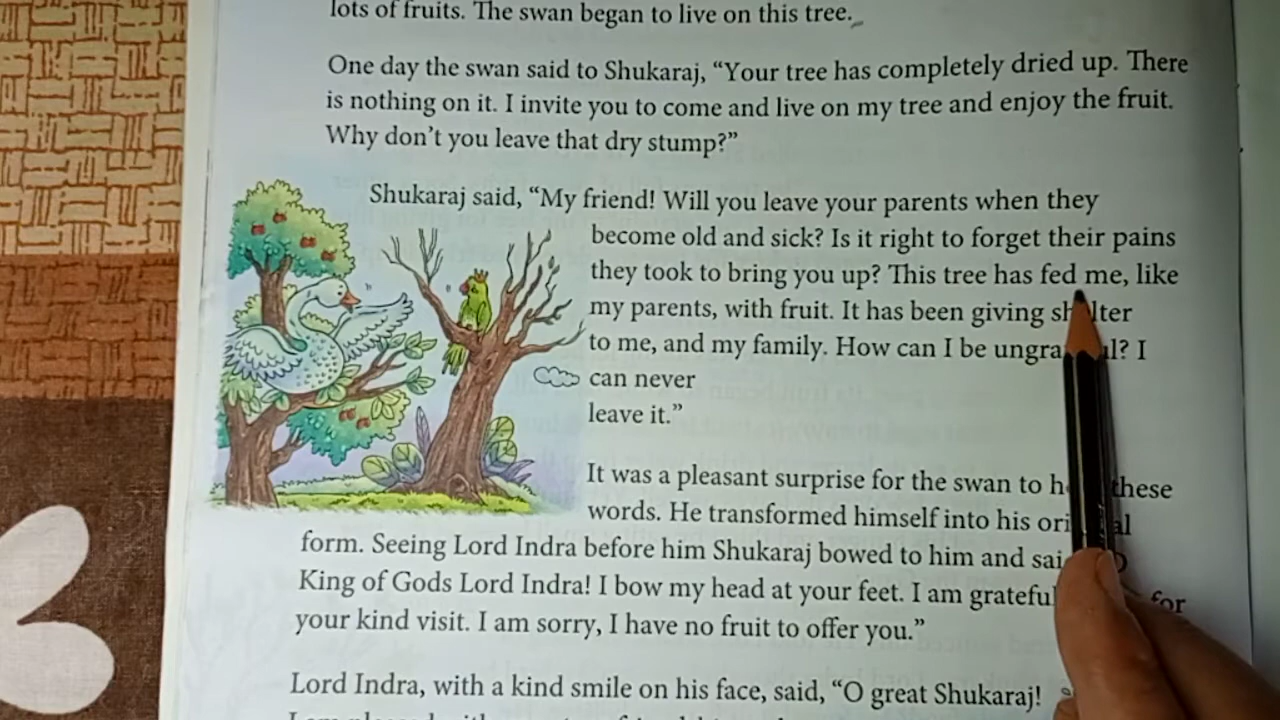 lots of fruits. The swan began to live on this tree.
One day the swan said to Shukaraj, “Your tree has completely dried up. There
is nothing on it. I invite you to come and live on my tree and enjoy the fruit.
Why don’t you leave that dry stump?”
Shukaraj said, “My friend! Will you leave your parents when they
become old and sick? Is it right to forget their pains
they took to bring you up? This tree has fed me, like
my parents, with fruit. It has been giving shelter
to me, and my family. How can I be ungrateful? I
can never
leave it.”
It was a pleasant surprise for the swan to hear these
words. He transformed himself into his original
form. Seeing Lord Indra before him Shukaraj bowed to him and said
King of Gods Lord Indra! I bow my head at your feet. I am grateful for
your kind visit. I am sorry, I have no fruit to offer you.”
Lord Indra, with a kind smile on his face, said, “O great Shukaraj!